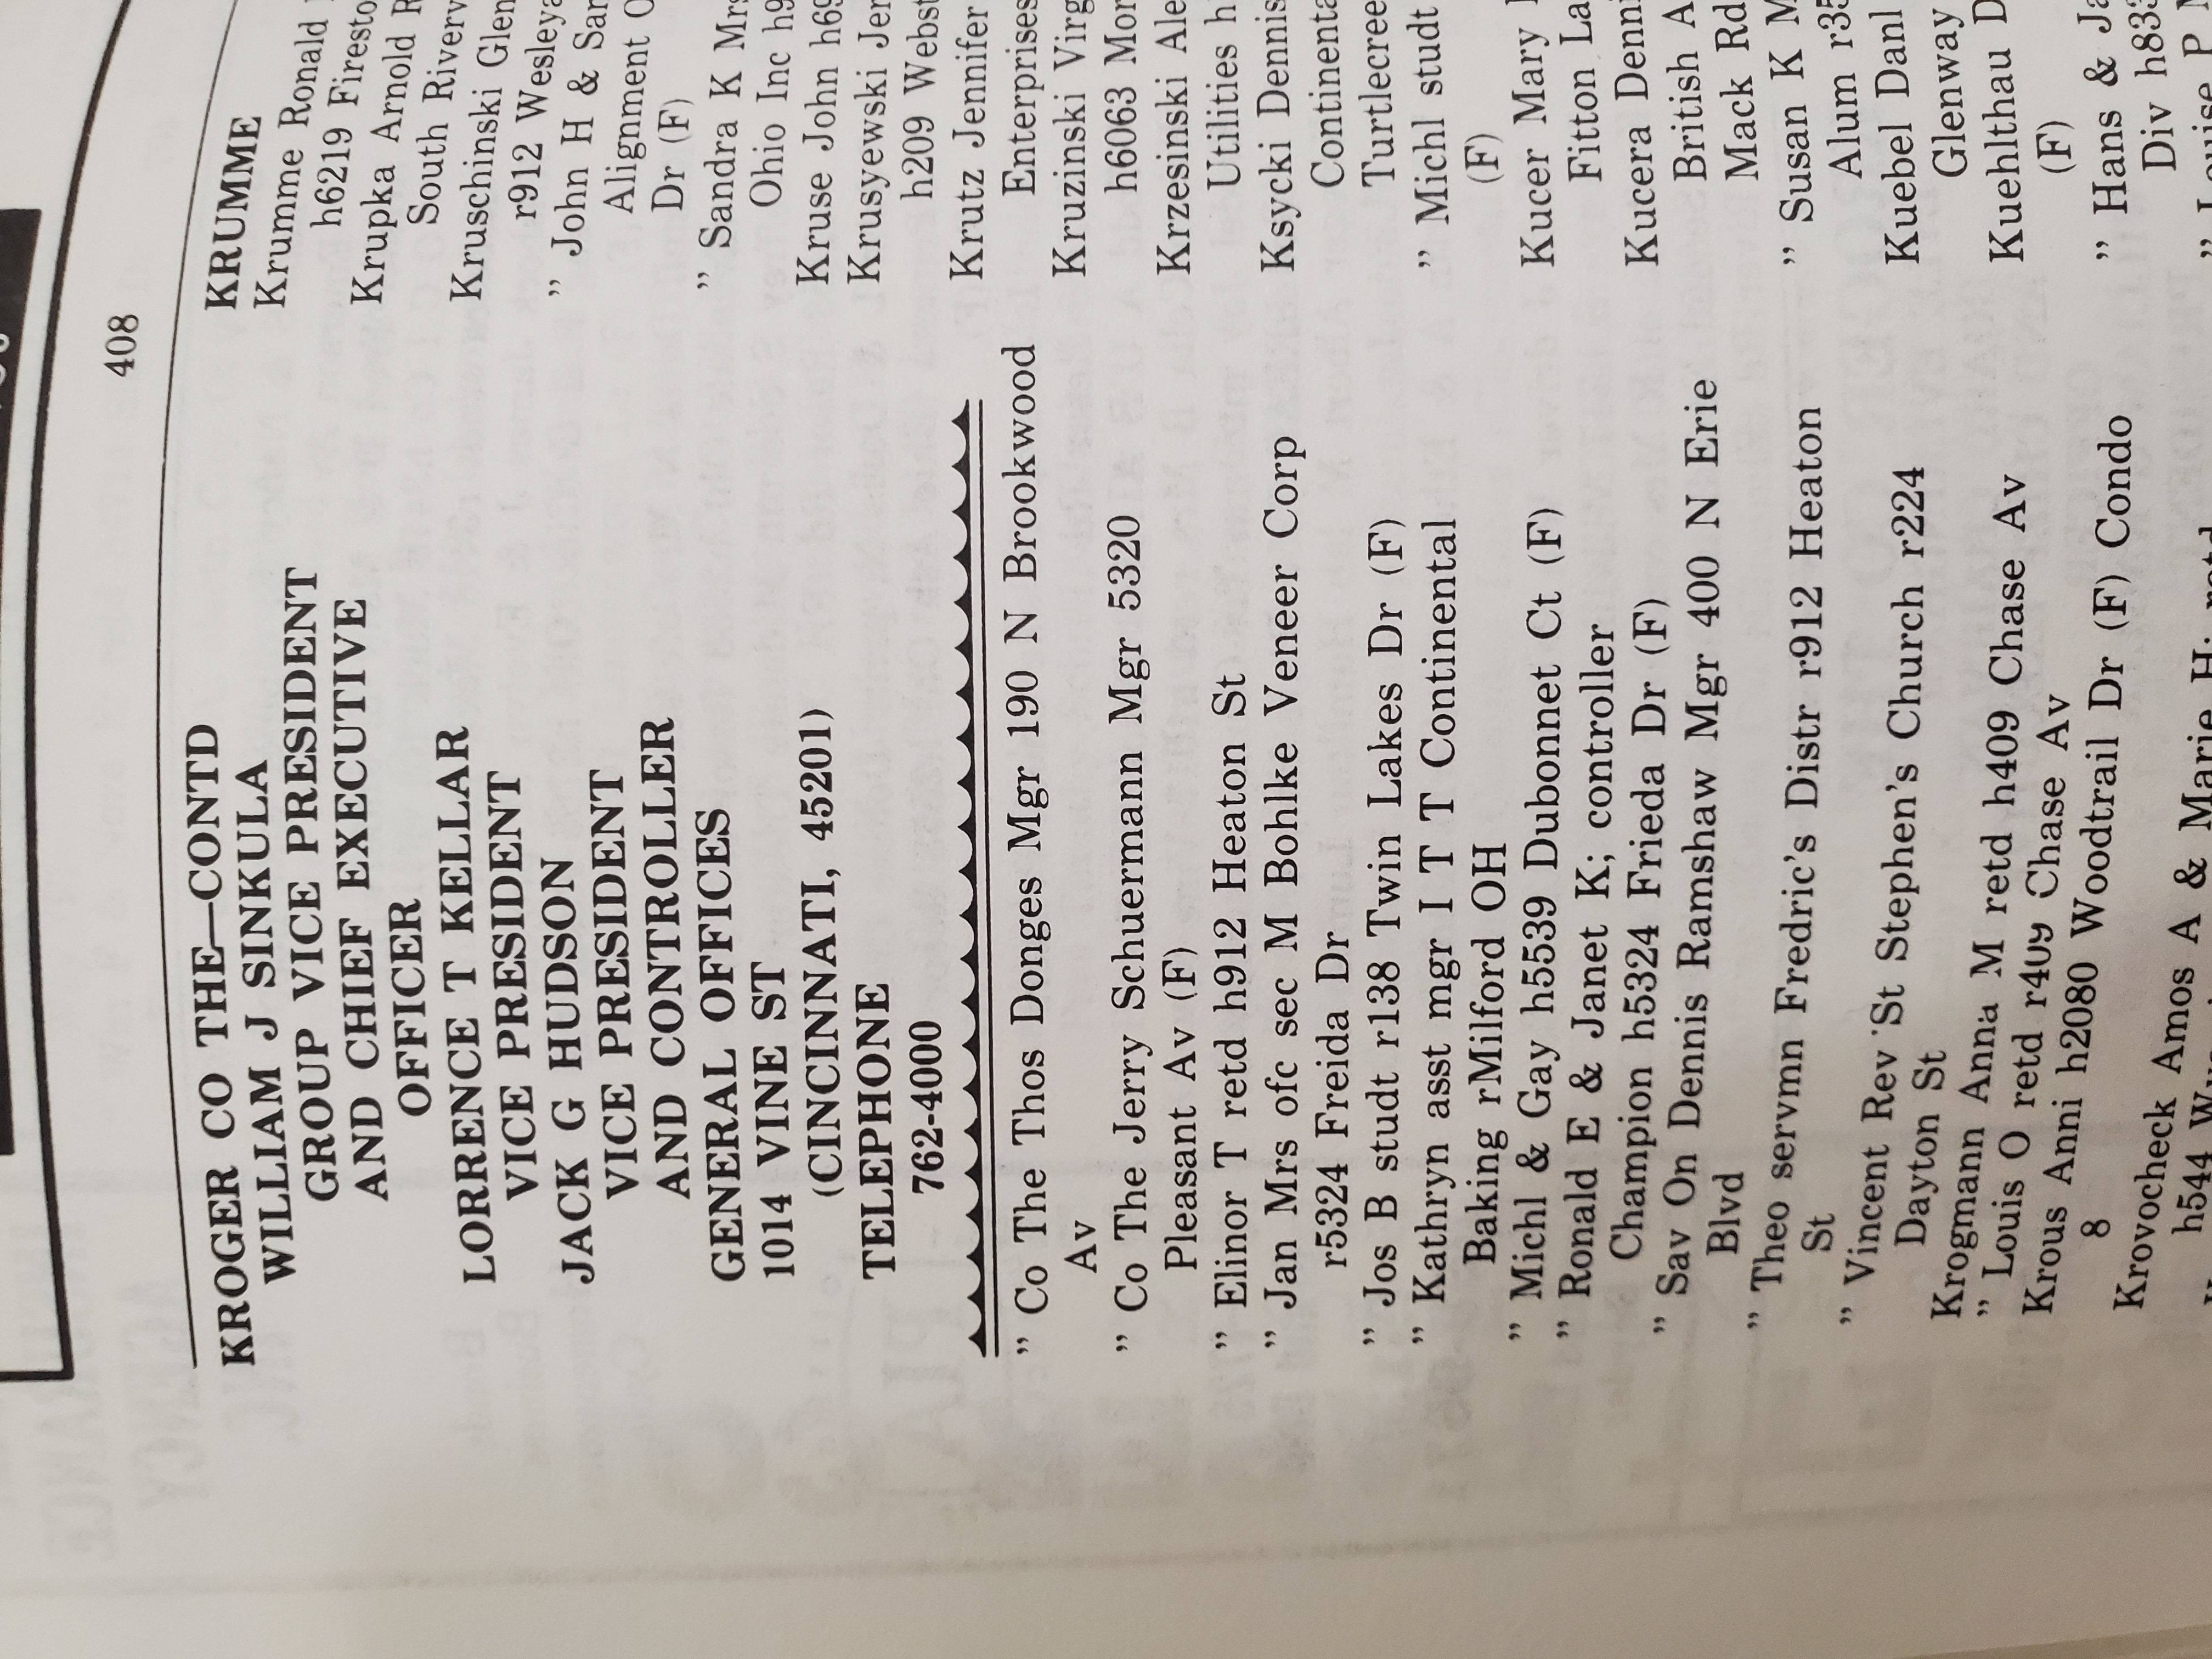 408
KROGER CO THE—CONTD
WILLIAM J SINKULA
GROUP VICE PRESIDENT
AND CHIEF EXECUTIVE
OFFICER
LORRENCE T KELLAR
VICE PRESIDENT
JACK G HUDSON
VICE PRESIDENT
AND CONTROLLER
GENERAL OFFICES
1014 VINE ST
(CINCINNATI, 45201)
TELEPHONE
762-4000
" Co The Thos Donges Mgr 190 N Brookwood
Av
" Co The Jerry Schuermann Mgr 5320
Pleasant Av (F)
" Elinor T retd h912 Heaton St
" Jan Mrs ofc sec M Bohlke Veneer Corp
r5324 Freida Dr
" Jos B studt r138 Twin Lakes Dr (F)
" Kathryn asst mgr I T T Continental
Baking rMilford OH
" Michl & Gay h5539 Dubonnet Ct (F)
" Ronald E & Janet K; controller
Champion h5324 Frieda Dr (F)
" Sav On Dennis Ramshaw Mgr 400 N Erie
Blvd
" Theo servmn Fredric's Distr r912 Heaton
St
" Vincent Rev St Stephen's Church r224
Dayton St
Krogmann Anna M retd h409 Chase Av
" Louis O retd r409 Chase Av
Krous Anni h2080 Woodtrail Dr (F) Condo
8
Krovocheck Amos A & Marie H; retd
h544
KRUMME
Krumme Ronald
h6219
Krupka Arnold
South
Kruschinski
r912
" John H &
Alignment
Dr (F)
" Sandra K Mrs
Ohio Inc
Kruse John
Krusyewski
h209
Krutz Jennifer
Enterprises
Kruzinski
h6063
Krzesinski
Utilities
Ksycki Dennis
Continental
" Michl studt
(F)
Kucer Mary
Fitton
Kucera
British
Mack Rd
" Susan K
Alum
Kuebel Danl
Glenway
Kuehlthau
(F)
" Hans &
Div